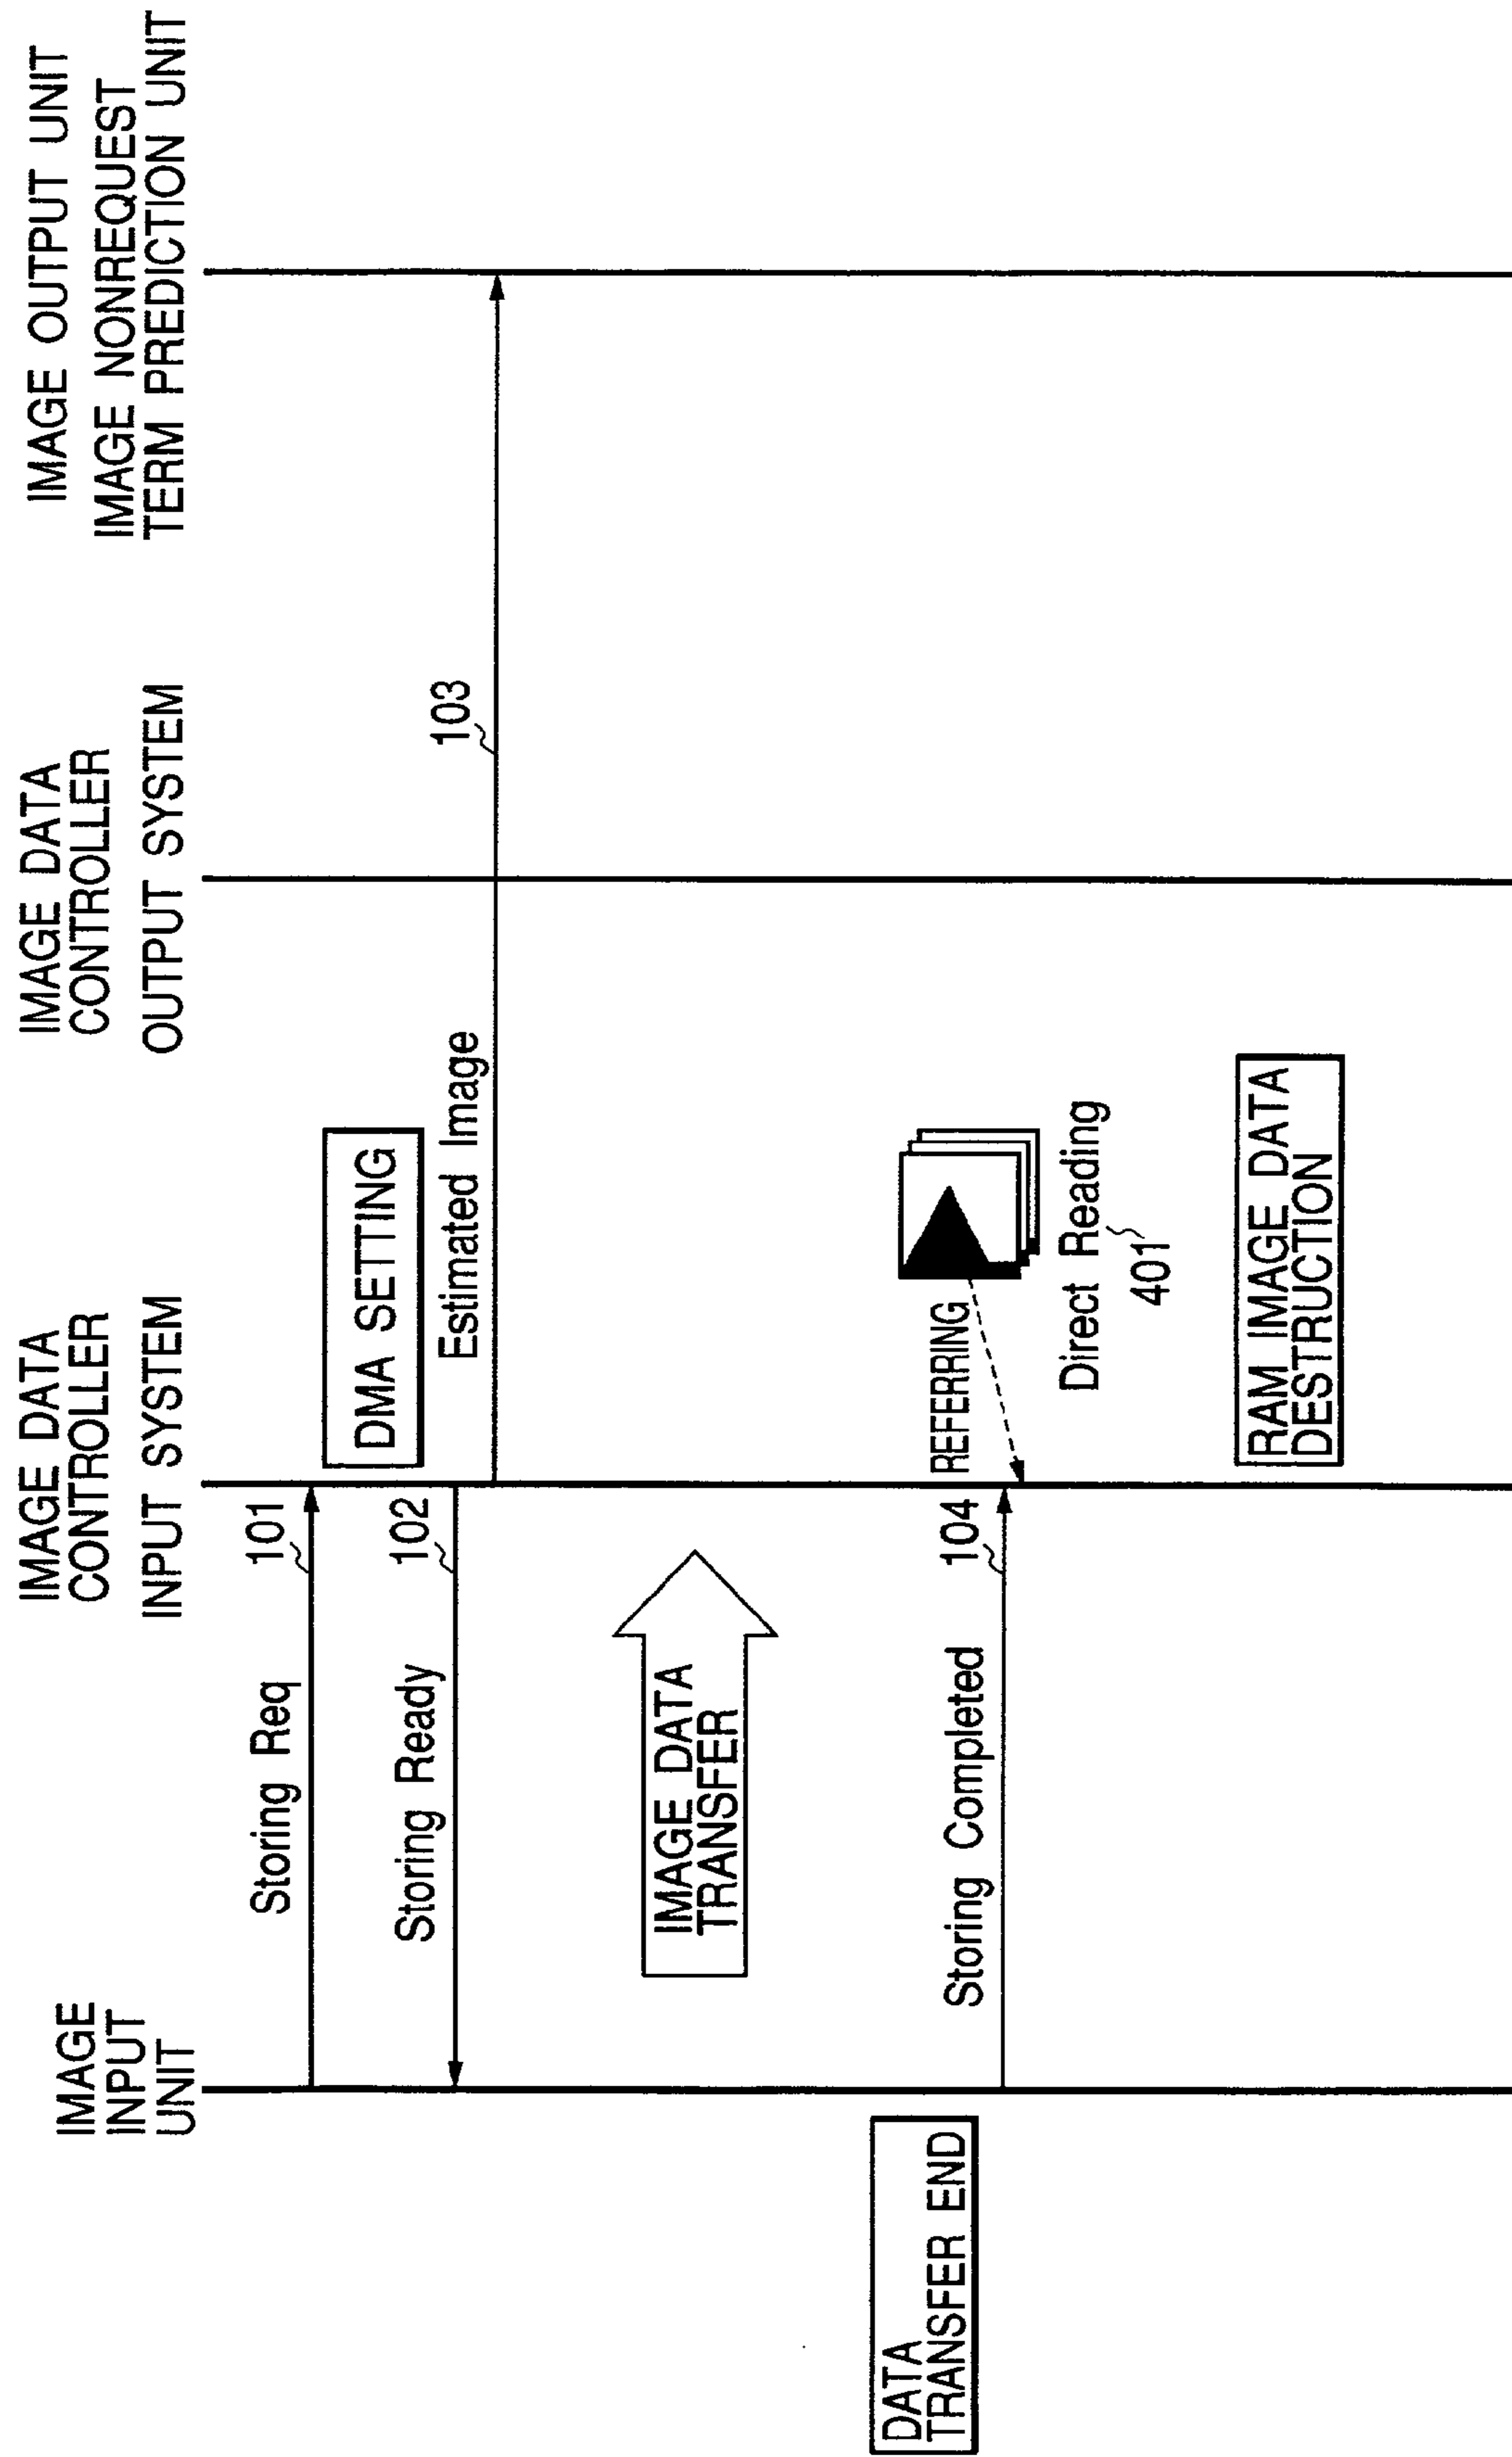 IMAGE
INPUT
UNIT
IMAGE DATA
CONTROLLER
INPUT SYSTEM
IMAGE DATA
CONTROLLER
OUTPUT SYSTEM
IMAGE OUTPUT UNIT
IMAGE NONREQUEST
TERM PREDICTION UNIT
Storing Req
101
DMA SETTING
Storing Ready
102
Estimated Image
103
IMAGE DATA
TRANSFER
DATA
TRANSFER END
Storing Completed
104
REFERRING
Direct Reading
401
RAM IMAGE DATA
DESTRUCTION